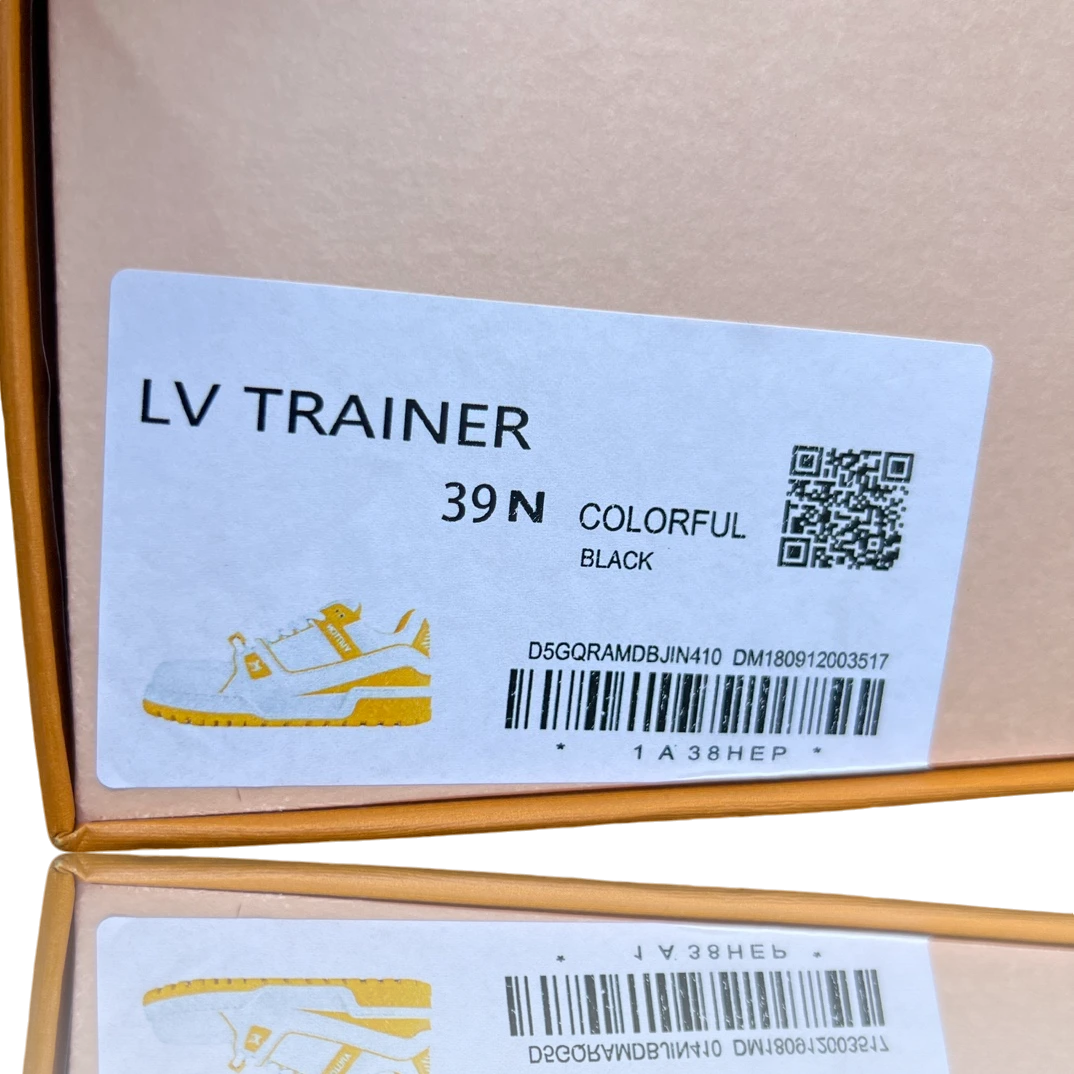 LV TRAINER
39 N COLORFUL
BLACK
D5GQRAMDBJIN410 DM180912003517
* 1 A 38HEP *